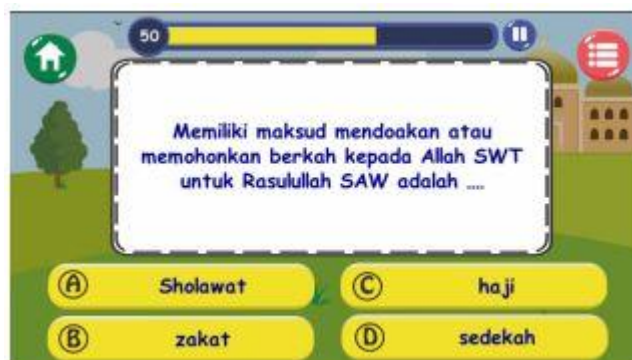 50
Memiliki maksud mendoakan atau
memohonkan berkah kepada Allah SWT
untuk Rasulullah SAW adalah ....
A Sholawat
B zakat
C haji
D sedekah